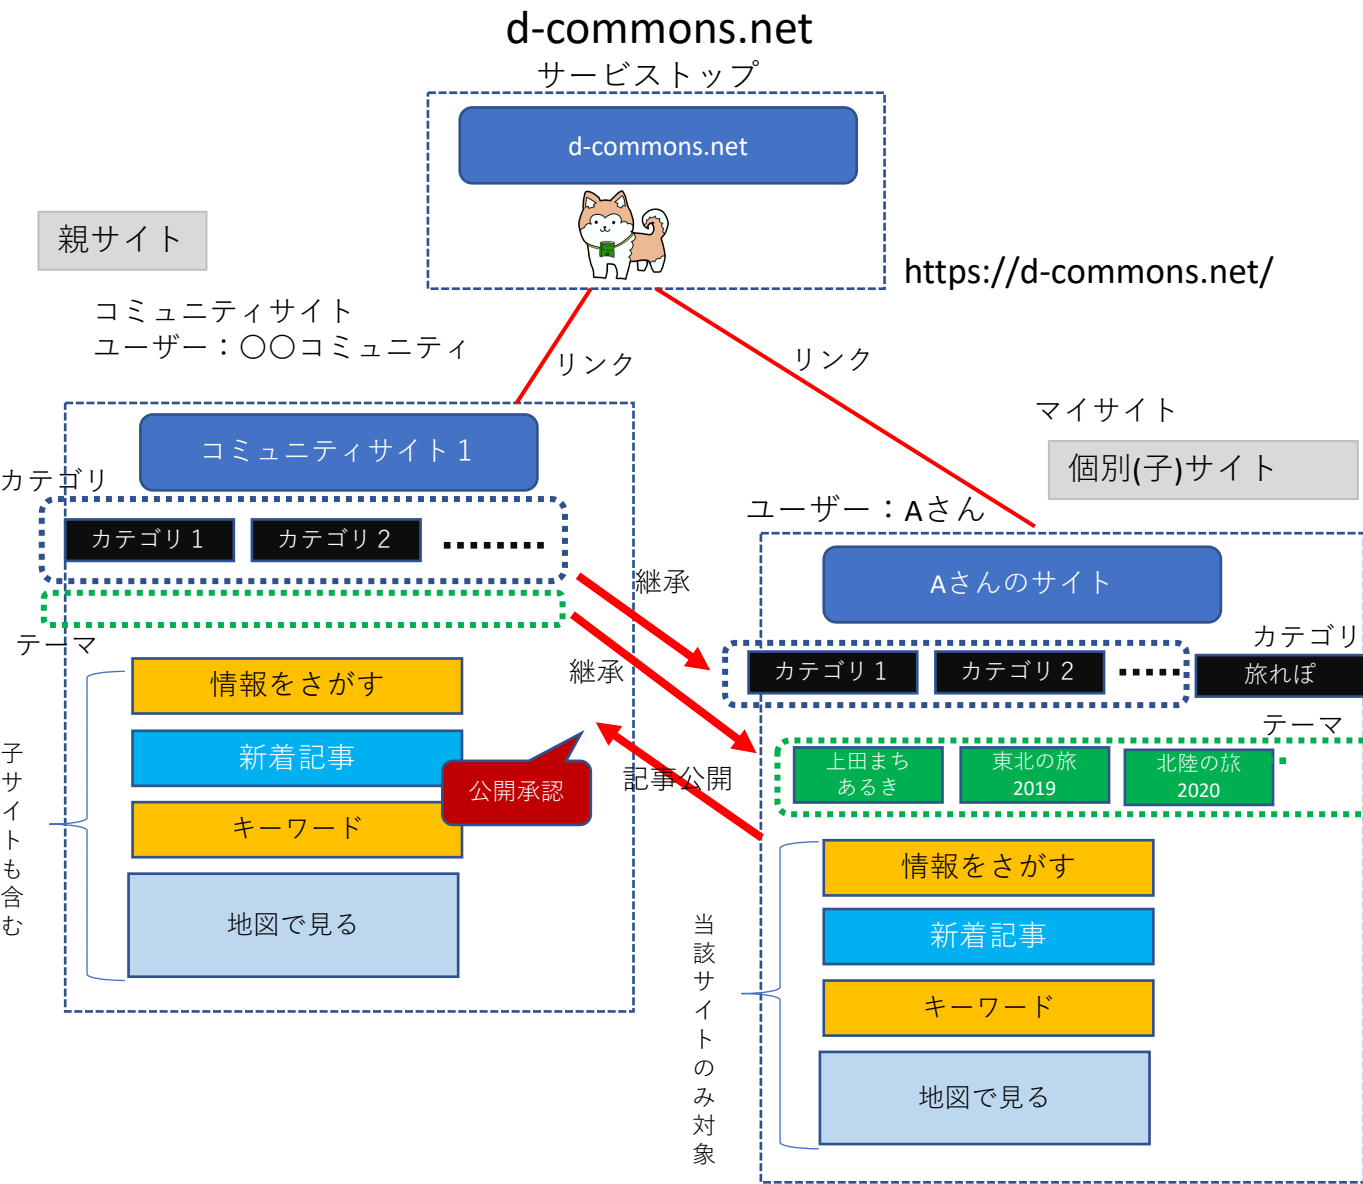 d-commons.net
サービストップ
d-commons.net
親サイト
https://d-commons.net/
コミュニティサイト
ユーザー：〇〇コミュニティ
リンク
リンク
マイサイト
個別(子)サイト
コミュニティサイト１
カテゴリ
カテゴリ１
カテゴリ２
ユーザー：Aさん
Aさんのサイト
継承
テーマ
継承
カテゴリ
カテゴリ１
カテゴリ２
旅れぽ
テーマ
上田まち
あるき
東北の旅
2019
北陸の旅
2020
情報をさがす
新着記事
公開承認
記事公開
キーワード
地図で見る
子サイトも含む
情報をさがす
新着記事
キーワード
地図で見る
当該サイトのみ対象